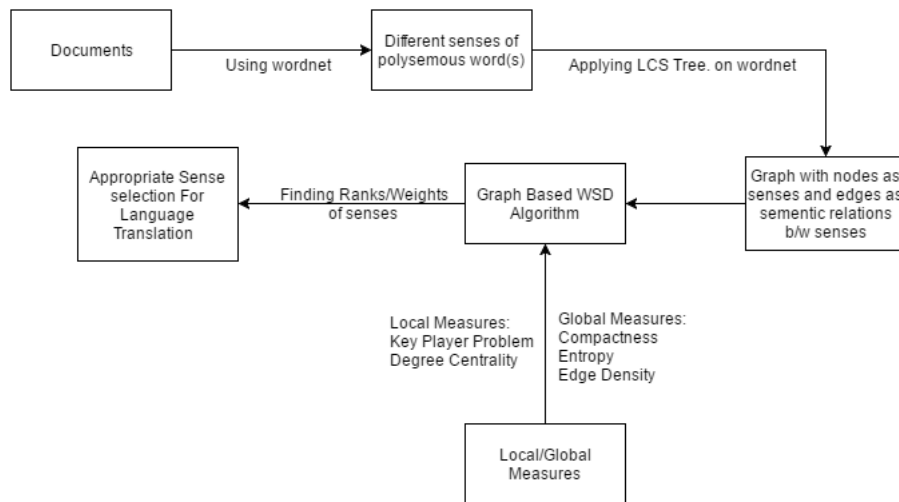 Documents
Using wordnet
Different senses of
polysemous word(s)
Applying LCS Tree. on wordnet
Appropriate Sense
selection For
Language
Translation
Finding Ranks/Weights
of senses
Graph Based WSD
Algorithm
Graph with nodes as
senses and edges as
sementic relations
b/w senses
Local Measures:
Key Player Problem
Degree Centrality
Global Measures:
Compactness
Entropy
Edge Density
Local/Global
Measures